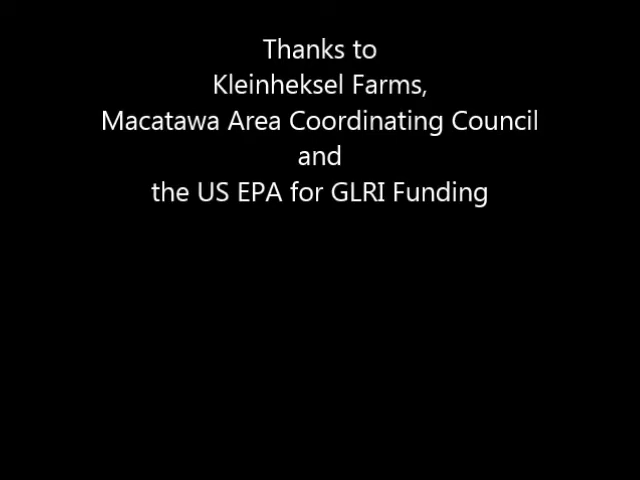 Thanks to
Kleinheksel Farms,
Macatawa Area Coordinating Council
and
the US EPA for GLRI Funding